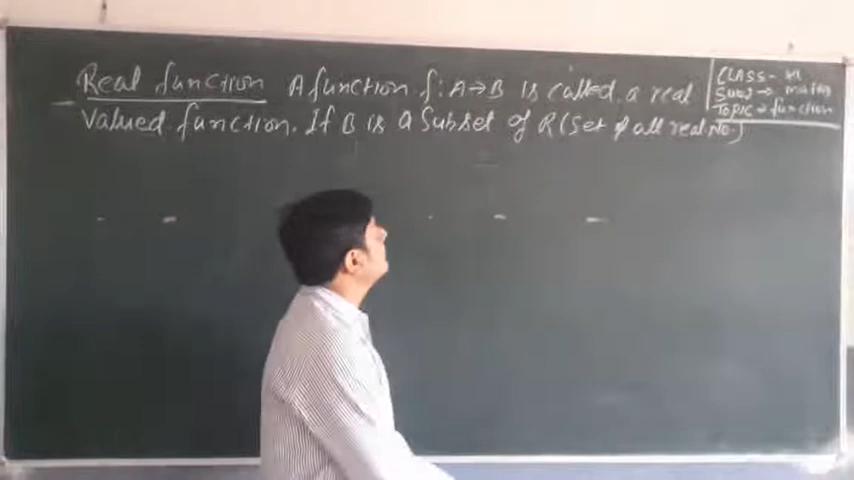 Real function A function f: A→B is called a real
valued function. If B is a subset of R (set of all real No.)
CLASS - XI
Subj → maths
Topic → function